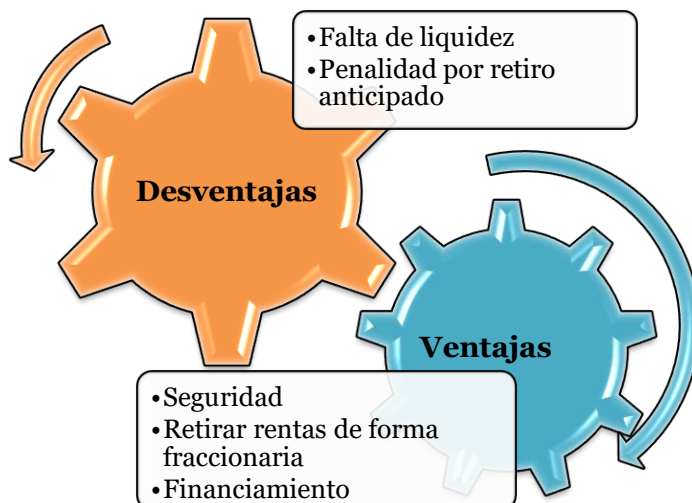 •Falta de liquidez
•Penalidad por retiro
anticipado
Desventajas
Ventajas
•Seguridad
•Retirar rentas de forma
fraccionaria
•Financiamiento